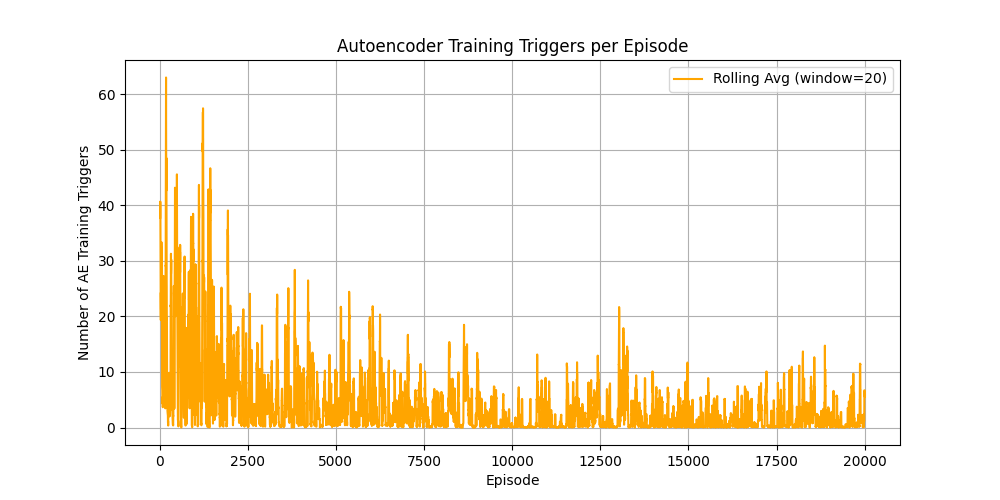 Autoencoder Training Triggers per Episode
Rolling Avg (window=20)
Number of AE Training Triggers
60
50
40
30
20
10
0
0 2500 5000 7500 10000 12500 15000 17500 20000
Episode